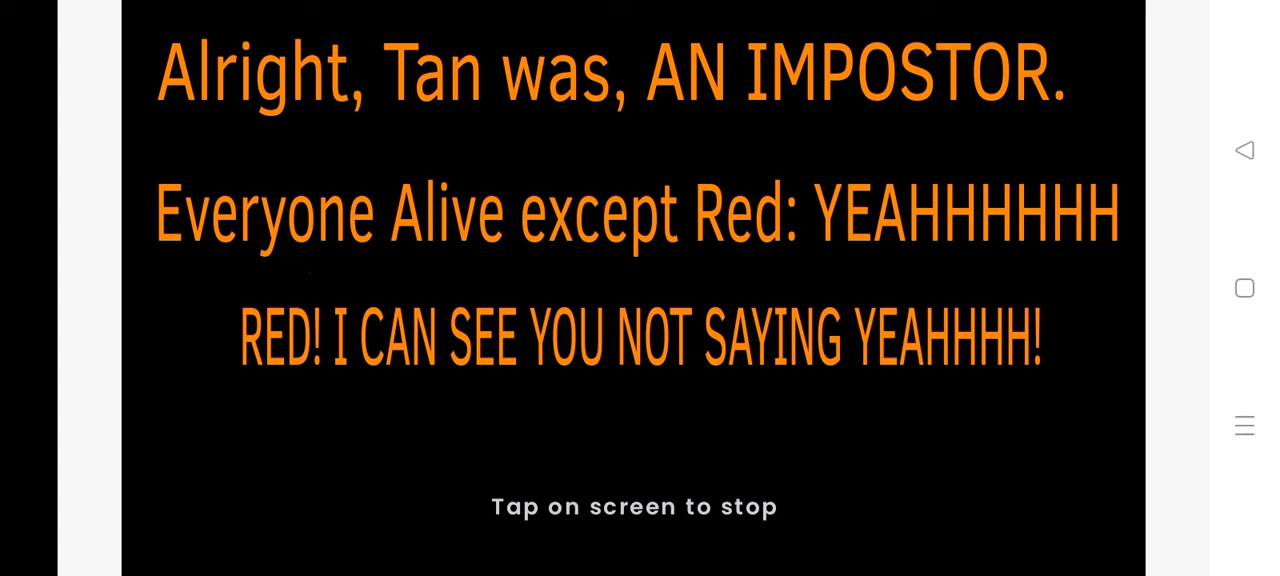 Alright, Tan was, AN IMPOSTOR.
Everyone Alive except Red: YEAHHHHHH
RED! I CAN SEE YOU NOT SAYING YEAHHHH!
Tap on screen to stop